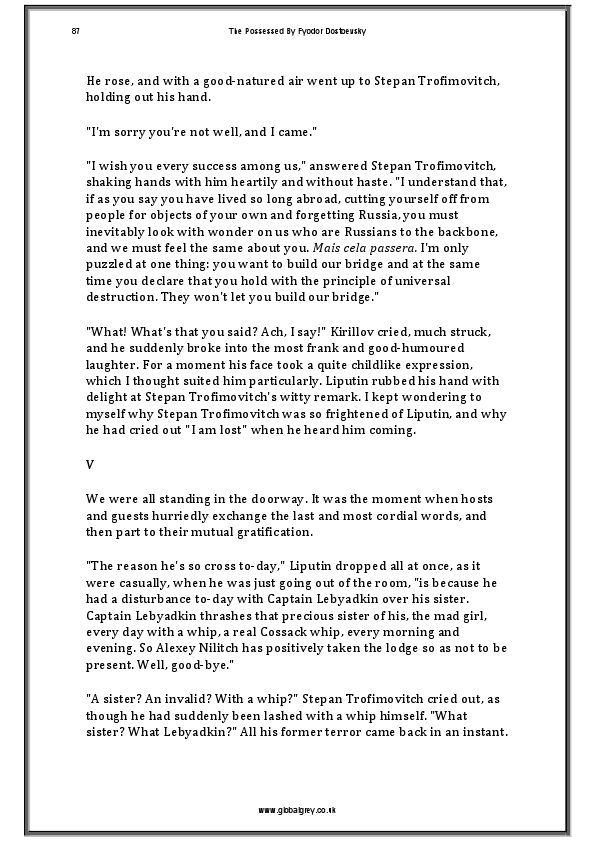 87 The Possessed By Fyodor Dostoevsky
He rose, and with a good-natured air went up to Stepan Trofimovitch,
holding out his hand.
"I'm sorry you're not well, and I came."
"I wish you every success among us," answered Stepan Trofimovitch,
shaking hands with him heartily and without haste. "I understand that,
if as you say you have lived so long abroad, cutting yourself off from
people for objects of your own and forgetting Russia, you must
inevitably look with wonder on us who are Russians to the backbone,
and we must feel the same about you. Mais cela passera. I'm only
puzzled at one thing: you want to build our bridge and at the same
time you declare that you hold with the principle of universal
destruction. They won't let you build our bridge."
"What! What's that you said? Ach, I say!" Kirillov cried, much struck,
and he suddenly broke into the most frank and good-humoured
laughter. For a moment his face took a quite childlike expression,
which I thought suited him particularly. Liputin rubbed his hand with
delight at Stepan Trofimovitch's witty remark. I kept wondering to
myself why Stepan Trofimovitch was so frightened of Liputin, and why
he had cried out "I am lost" when he heard him coming.
V
We were all standing in the doorway. It was the moment when hosts
and guests hurriedly exchange the last and most cordial words, and
then part to their mutual gratification.
"The reason he's so cross to-day," Liputin dropped all at once, as it
were casually, when he was just going out of the room, "is because he
had a disturbance to-day with Captain Lebyadkin over his sister.
Captain Lebyadkin thrashes that precious sister of his, the mad girl,
every day with a whip, a real Cossack whip, every morning and
evening. So Alexey Nilitch has positively taken the lodge so as not to be
present. Well, good-bye."
"A sister? An invalid? With a whip?" Stepan Trofimovitch cried out, as
though he had suddenly been lashed with a whip himself. "What
sister? What Lebyadkin?" All his former terror came back in an instant.
www.globalgrey.co.uk